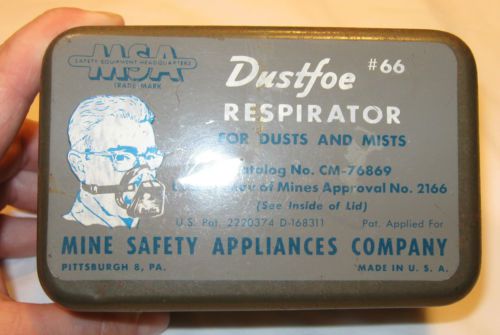 MSA
SAFETY EQUIPMENT HEADQUARTERS
TRADE MARK
Dustfoe #66
RESPIRATOR
FOR DUSTS AND MISTS
Catalog No. CM-76869
of Mines Approval No. 2166
(See Inside of Lid)
U.S. Pat. 2220374 D-168311 Pat. Applied For
MINE SAFETY APPLIANCES COMPANY
PITTSBURGH 8, PA. MADE IN U.S.A.